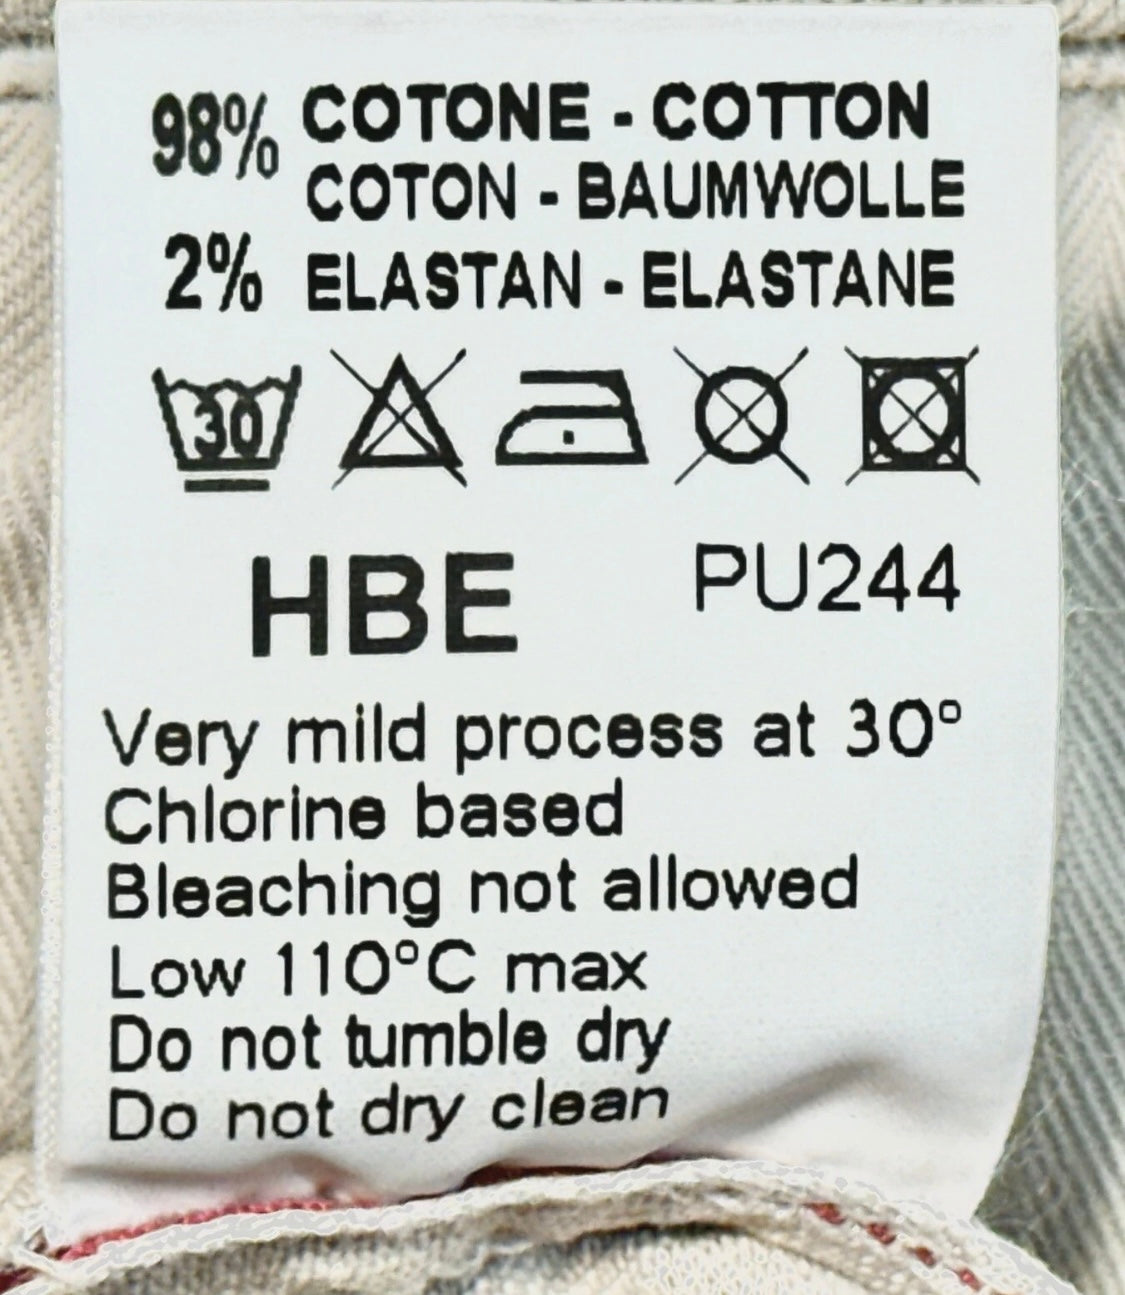 98% COTONE - COTTON
COTON - BAUMWOLLE
2% ELASTAN - ELASTANE
30
HBE PU244
Very mild process at 30°
Chlorine based
Bleaching not allowed
Low 110°C max
Do not tumble dry
Do not dry clean